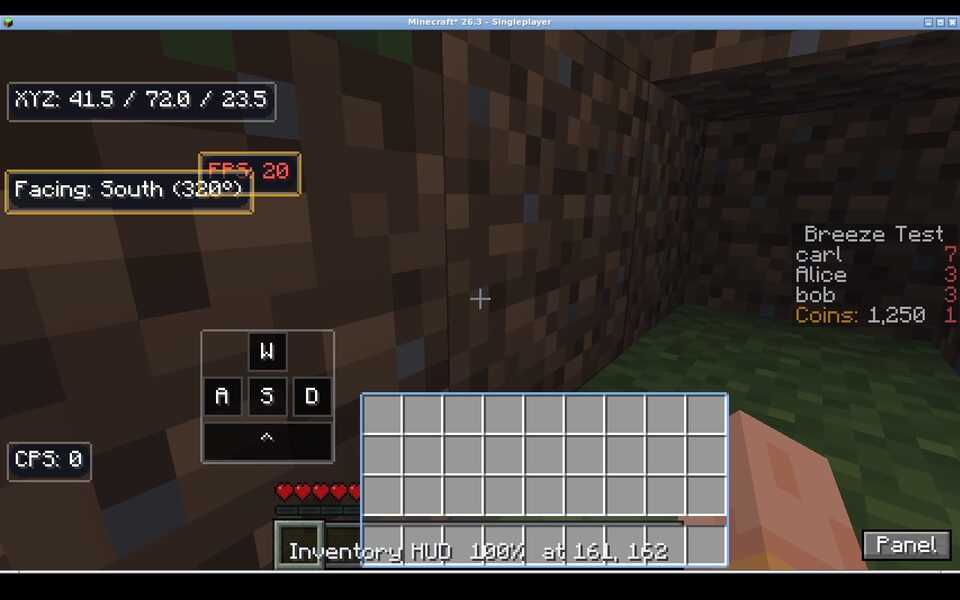 Minecraft* 26.3 - Singleplayer
XYZ: 41.5 / 72.0 / 23.5
FPS: 20
Facing: South (320°)
Breeze Test
carl 7
Alice 3
bob 3
Coins: 1,250 1
W
A S D
^
CPS: 0
Inventory HUD 100% at 161, 162
Panel